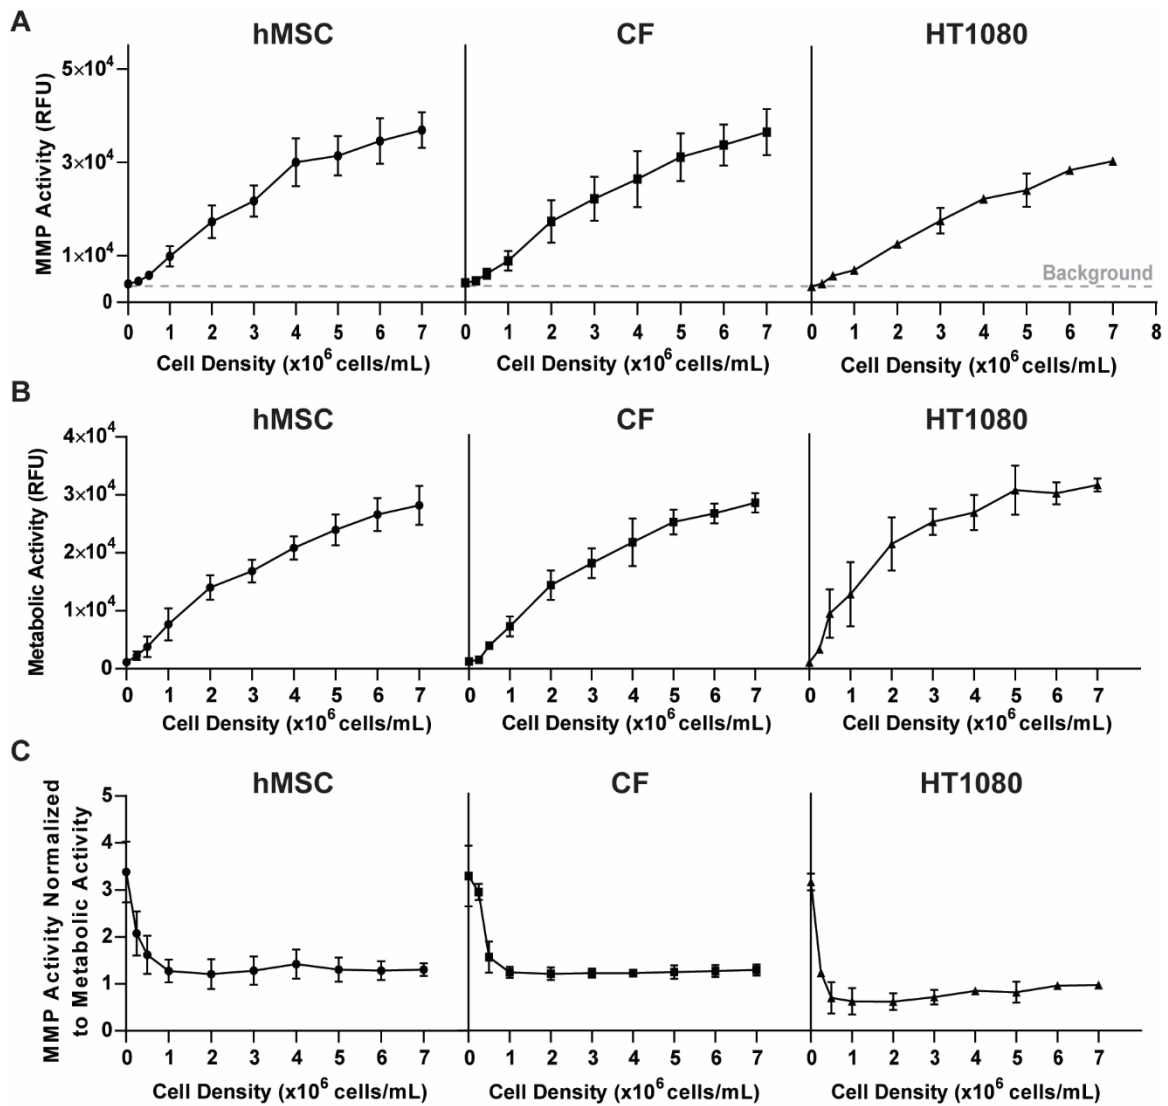 A
hMSC CF HT1080
MMP Activity (RFU)
5×10⁴
3×10⁴
1×10⁴
0
Background
0 1 2 3 4 5 6 7 0 1 2 3 4 5 6 7 0 1 2 3 4 5 6 7 8
Cell Density (x10⁶ cells/mL) Cell Density (x10⁶ cells/mL) Cell Density (x10⁶ cells/mL)
B
hMSC CF HT1080
Metabolic Activity (RFU)
4×10⁴
3×10⁴
2×10⁴
1×10⁴
0
0 1 2 3 4 5 6 7 0 1 2 3 4 5 6 7 0 1 2 3 4 5 6 7
Cell Density (x10⁶ cells/mL) Cell Density (x10⁶ cells/mL) Cell Density (x10⁶ cells/mL)
C
hMSC CF HT1080
MMP Activity Normalized
to Metabolic Activity
5
4
3
2
1
0
0 1 2 3 4 5 6 7 0 1 2 3 4 5 6 7 0 1 2 3 4 5 6 7
Cell Density (x10⁶ cells/mL) Cell Density (x10⁶ cells/mL) Cell Density (x10⁶ cells/mL)